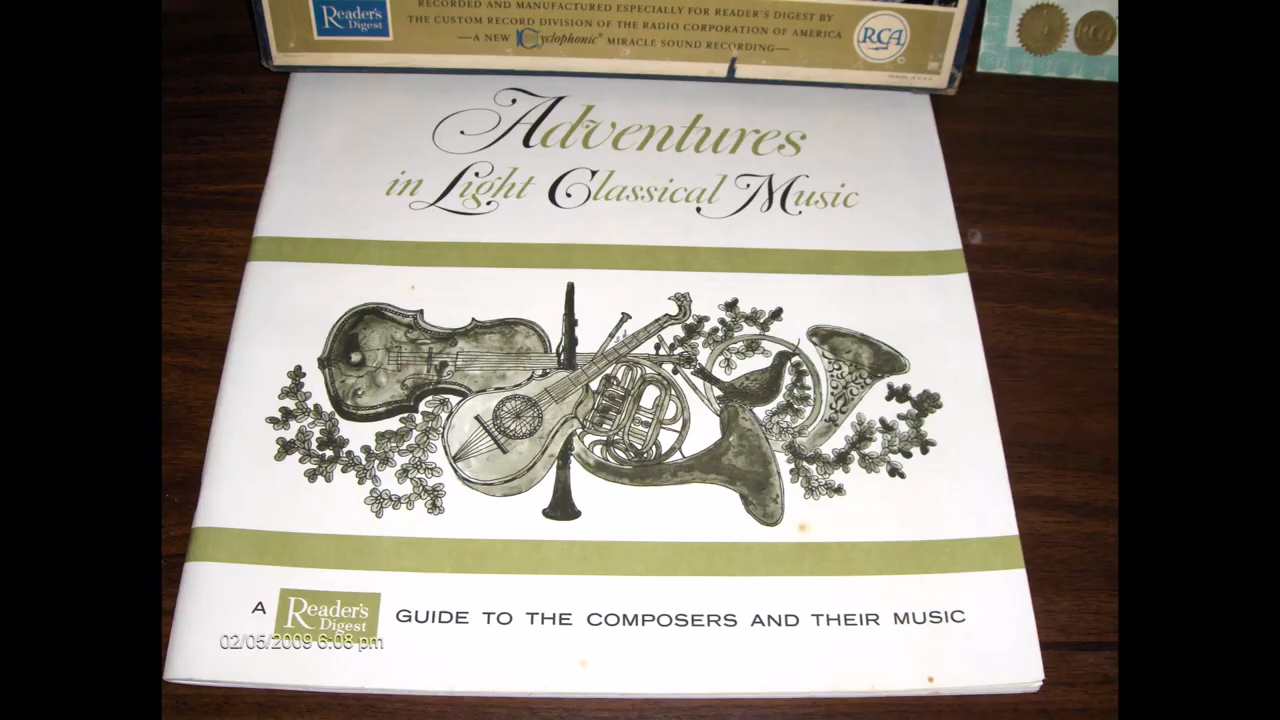 Reader's
Digest
RECORDED AND MANUFACTURED ESPECIALLY FOR READER'S DIGEST BY
THE CUSTOM RECORD DIVISION OF THE RADIO CORPORATION OF AMERICA
—A NEW Cyclophonic® MIRACLE SOUND RECORDING—
RCA
RCA
Adventures
in Light Classical Music
A Reader's Digest GUIDE TO THE COMPOSERS AND THEIR MUSIC
02/05/2009 6:08 pm